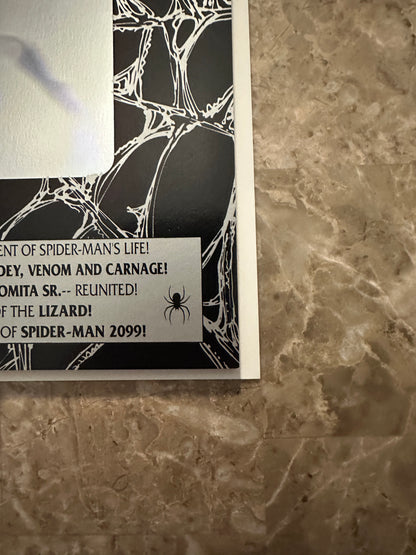 ENT OF SPIDER-MAN'S LIFE!
DEY, VENOM AND CARNAGE!
OMITA SR.-- REUNITED!
OF THE LIZARD!
OF SPIDER-MAN 2099!